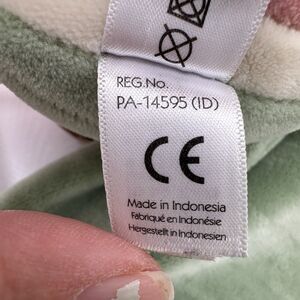 REG.No.
PA-14595 (ID)
CE
Made in Indonesia
Fabriqué en Indonésie
Hergestellt in Indonesien